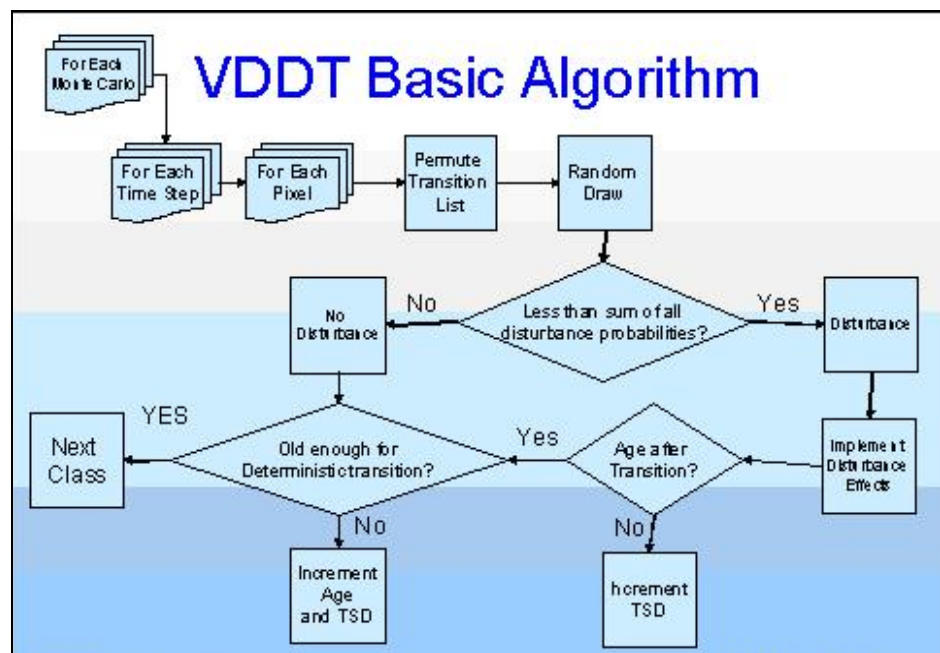 For Each
Monte Carlo
VDDT Basic Algorithm
For Each
Time Step
For Each
Pixel
Permute
Transition
List
Random
Draw
No
Disturbance
No
Less than sum of all
disturbance probabilities?
Yes
Disturbance
YES
Next
Class
Old enough for
Deterministic transition?
Yes
Age after
Transition?
Implement
Disturbance
Effects
No
No
Increment
Age
and TSD
Increment
TSD